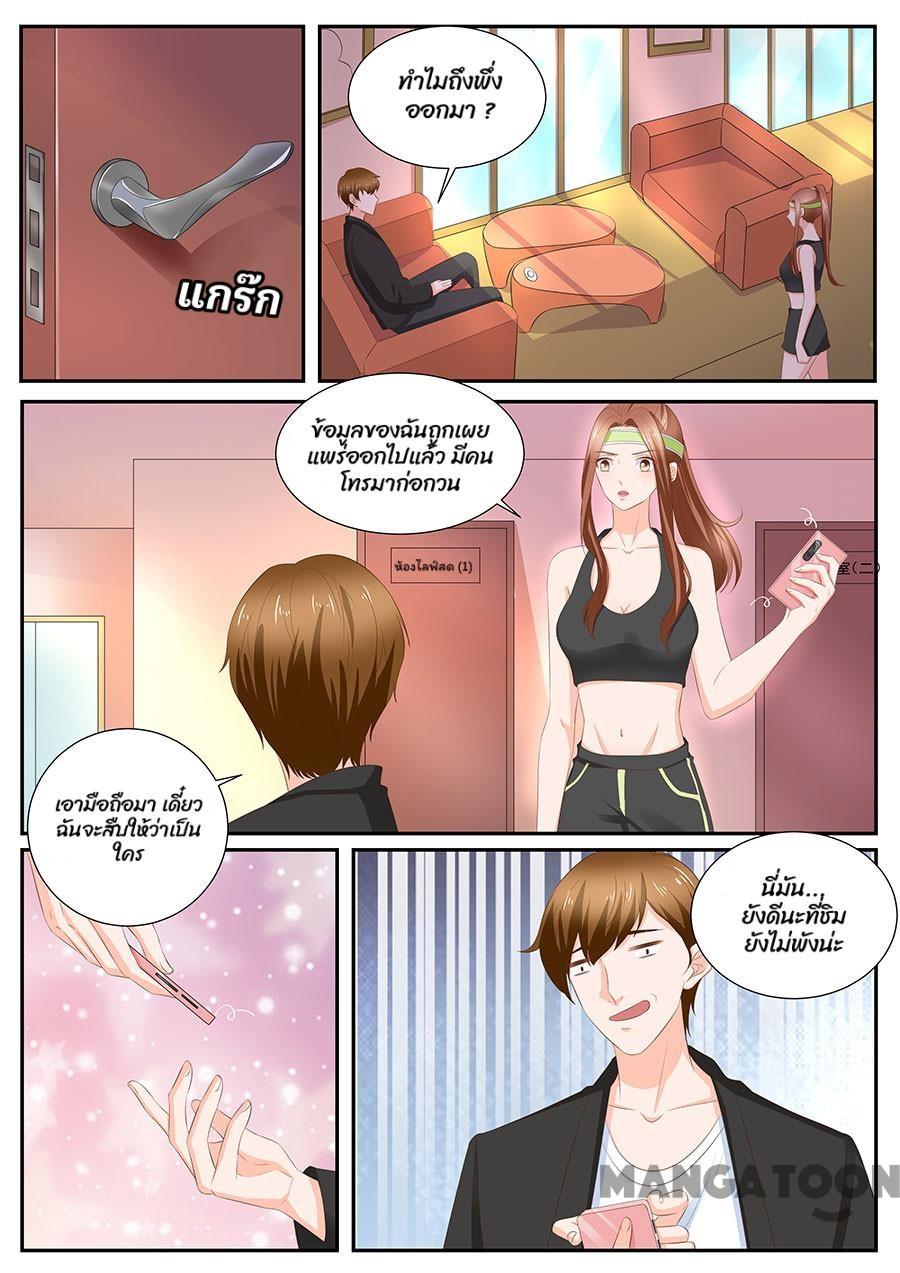 แกร๊ก
ทำไมถึงพึ่ง
ออกมา ?
ข้อมูลของฉันถูกเผย
แพร่ออกไปแล้ว มีคน
โทรมาก่อกวน
ห้องไลฟ์สด (1)
室(二)
เอามือถือมา เดี๋ยว
ฉันจะสืบให้ว่าเป็น
ใคร
นี่มัน...
ยังดีนะที่ซิม
ยังไม่พังน่ะ
MANGATOON